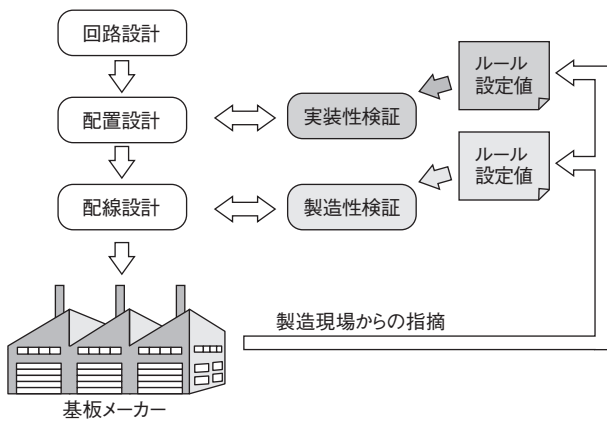 回路設計
配置設計
実装性検証
ルール
設定値
配線設計
製造性検証
ルール
設定値
製造現場からの指摘
基板メーカー